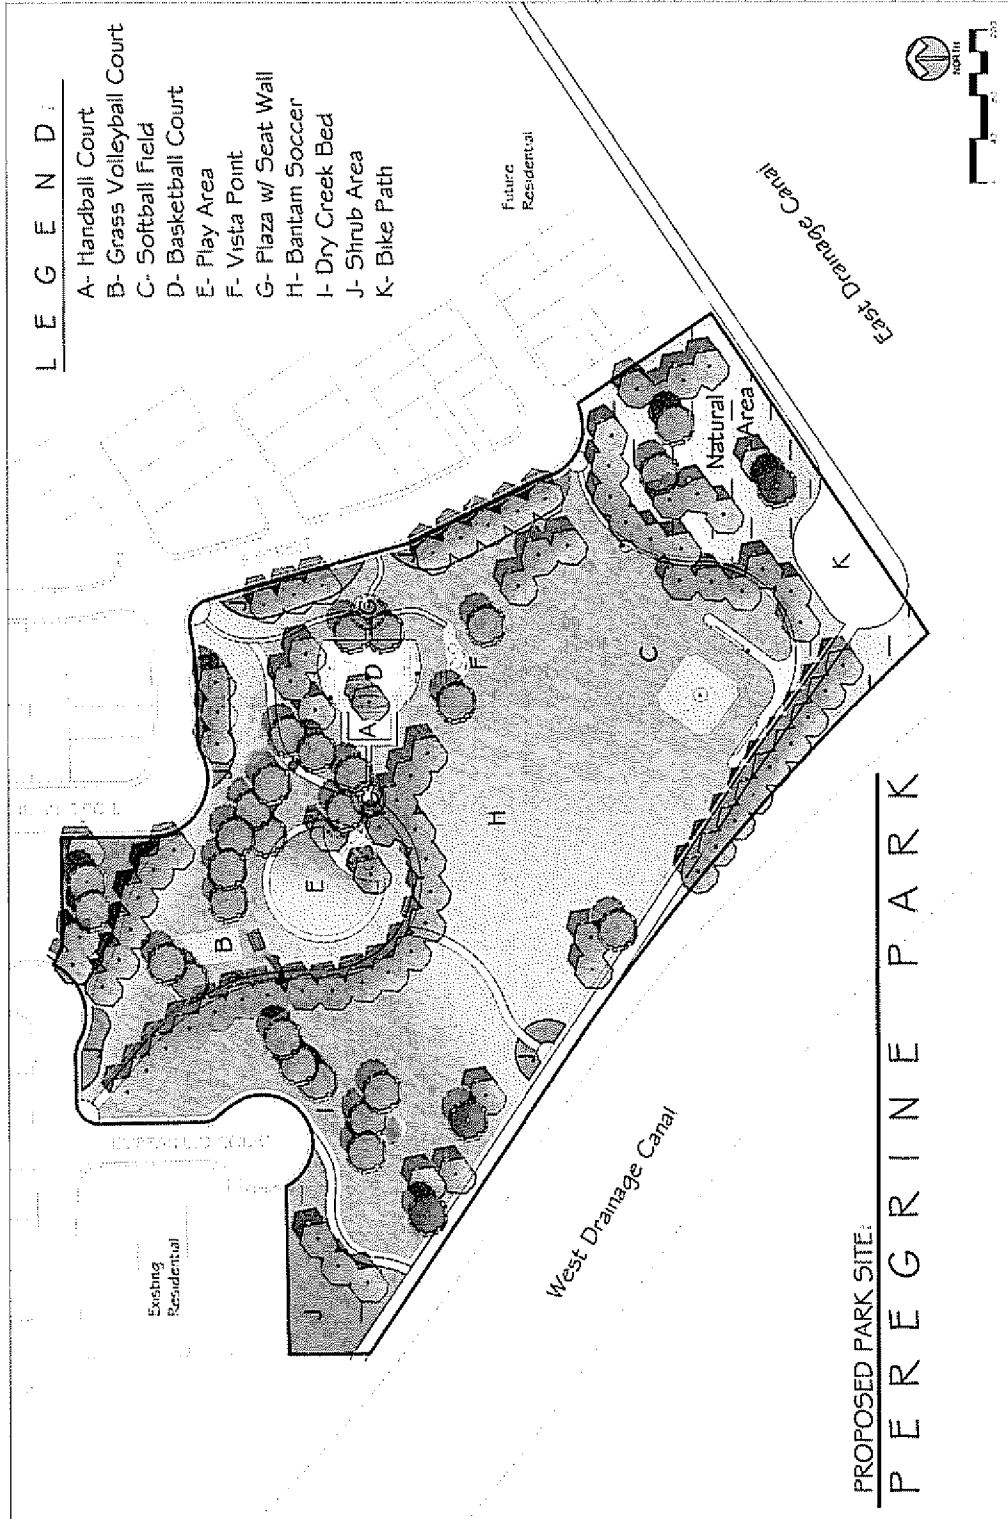 L E G E N D :
A- Handball Court
B- Grass Volleyball Court
C- Softball Field
D- Basketball Court
E- Play Area
F- Vista Point
G- Plaza w/ Seat Wall
H- Bantam Soccer
I- Dry Creek Bed
J- Shrub Area
K- Bike Path
Existing
Residential
Future
Residential
J
I
J
B
E
G
A
D
G
F
H
C
K
J
Natural
Area
West Drainage Canal
East Drainage Canal
NORTH
PROPOSED PARK SITE:
P E R E G R I N E P A R K